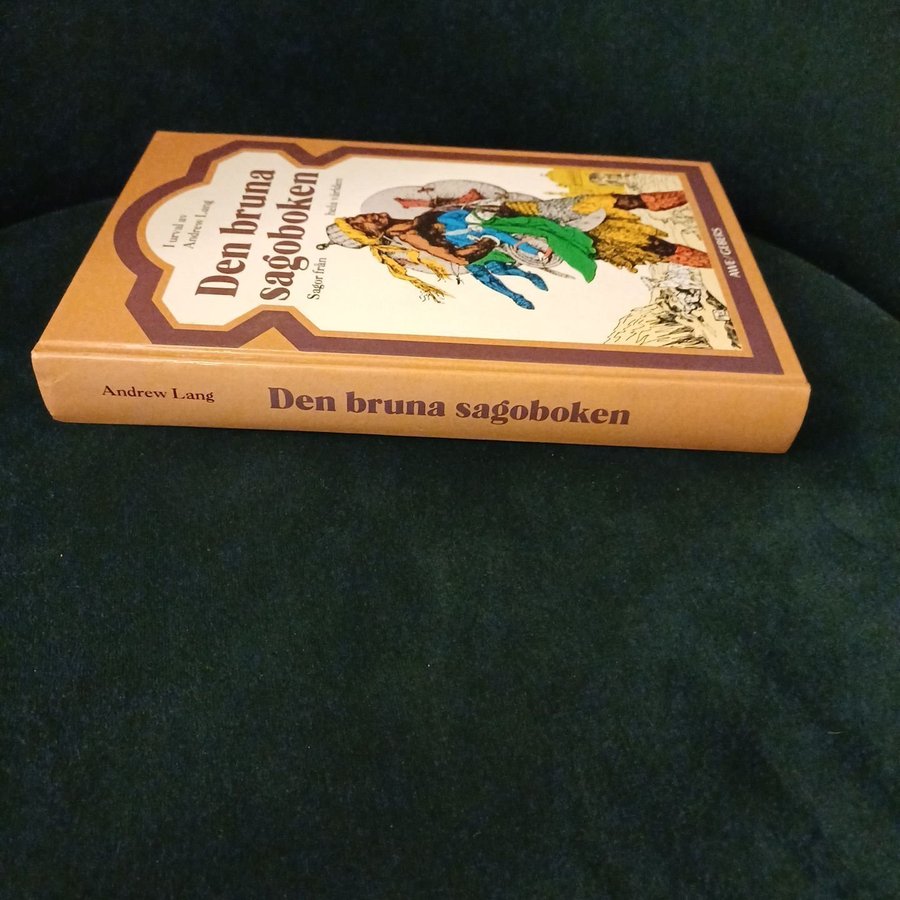 I urval av
Andrew Lang
Den bruna
sagoboken
Sagor från hela världen
AWE/GEBERS
Andrew Lang Den bruna sagoboken